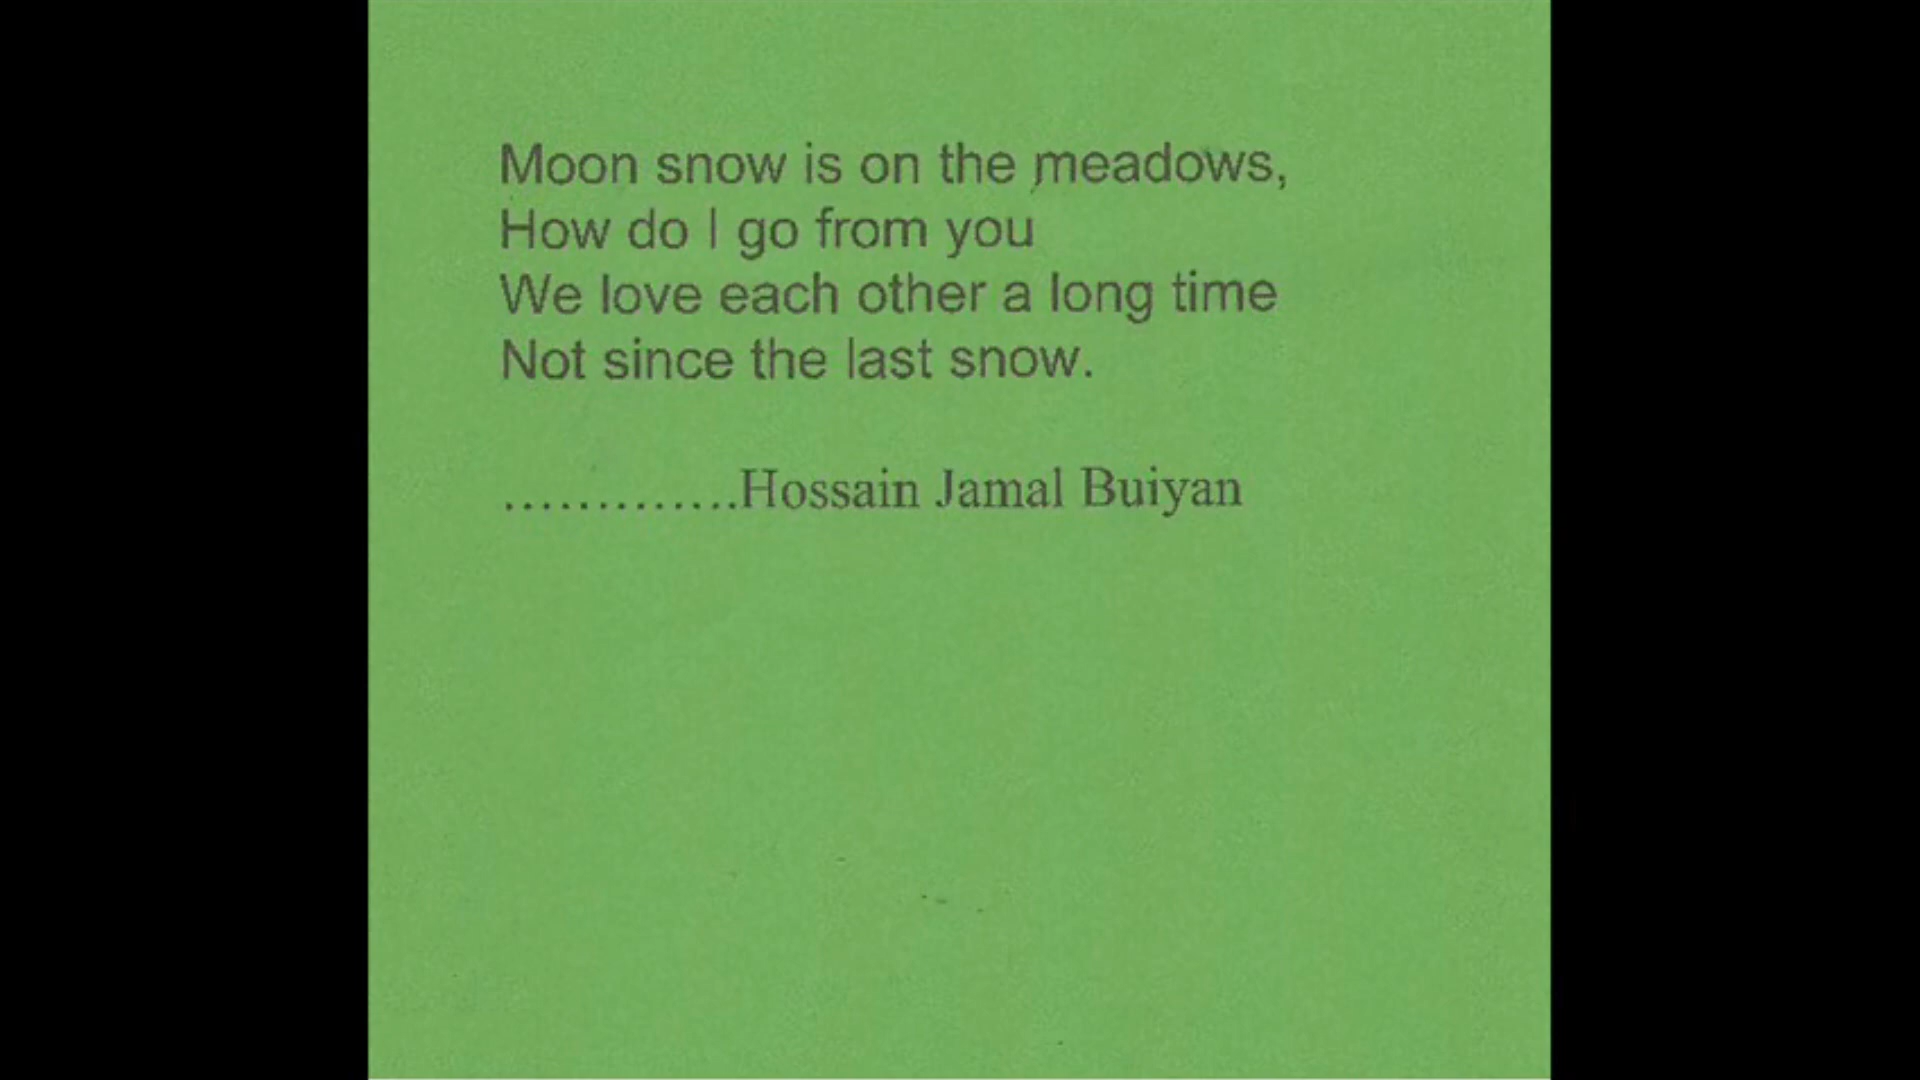 Moon snow is on the meadows,
How do I go from you
We love each other a long time
Not since the last snow.
.............Hossain Jamal Buiyan